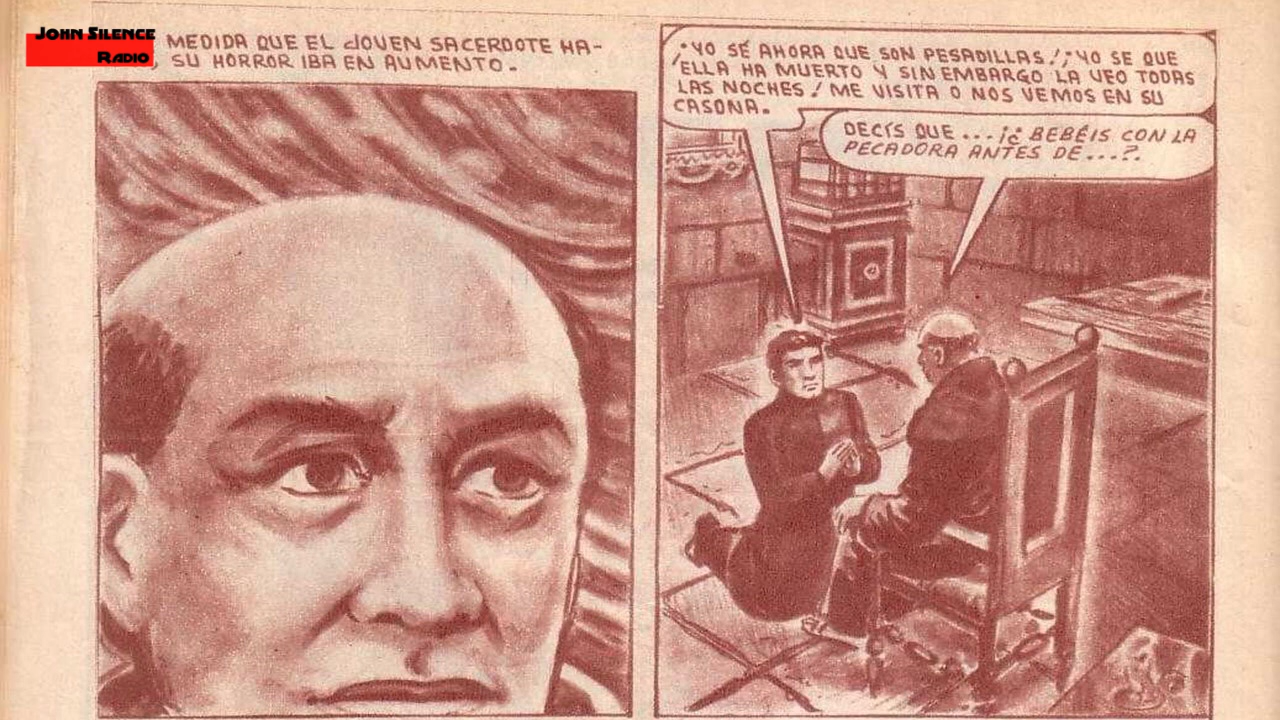 JOHN SILENCE
RADIO
MEDIDA QUE EL JOVEN SACERDOTE HA-
, SU HORROR IBA EN AUMENTO.
¡YO SÉ AHORA QUE SON PESADILLAS! ¡YO SE QUE
ELLA HA MUERTO Y SIN EMBARGO LA VEO TODAS
LAS NOCHES! ME VISITA O NOS VEMOS EN SU
CASONA.
DECÍS QUE...¡¿BEBÉIS CON LA
PECADORA ANTES DE...?.